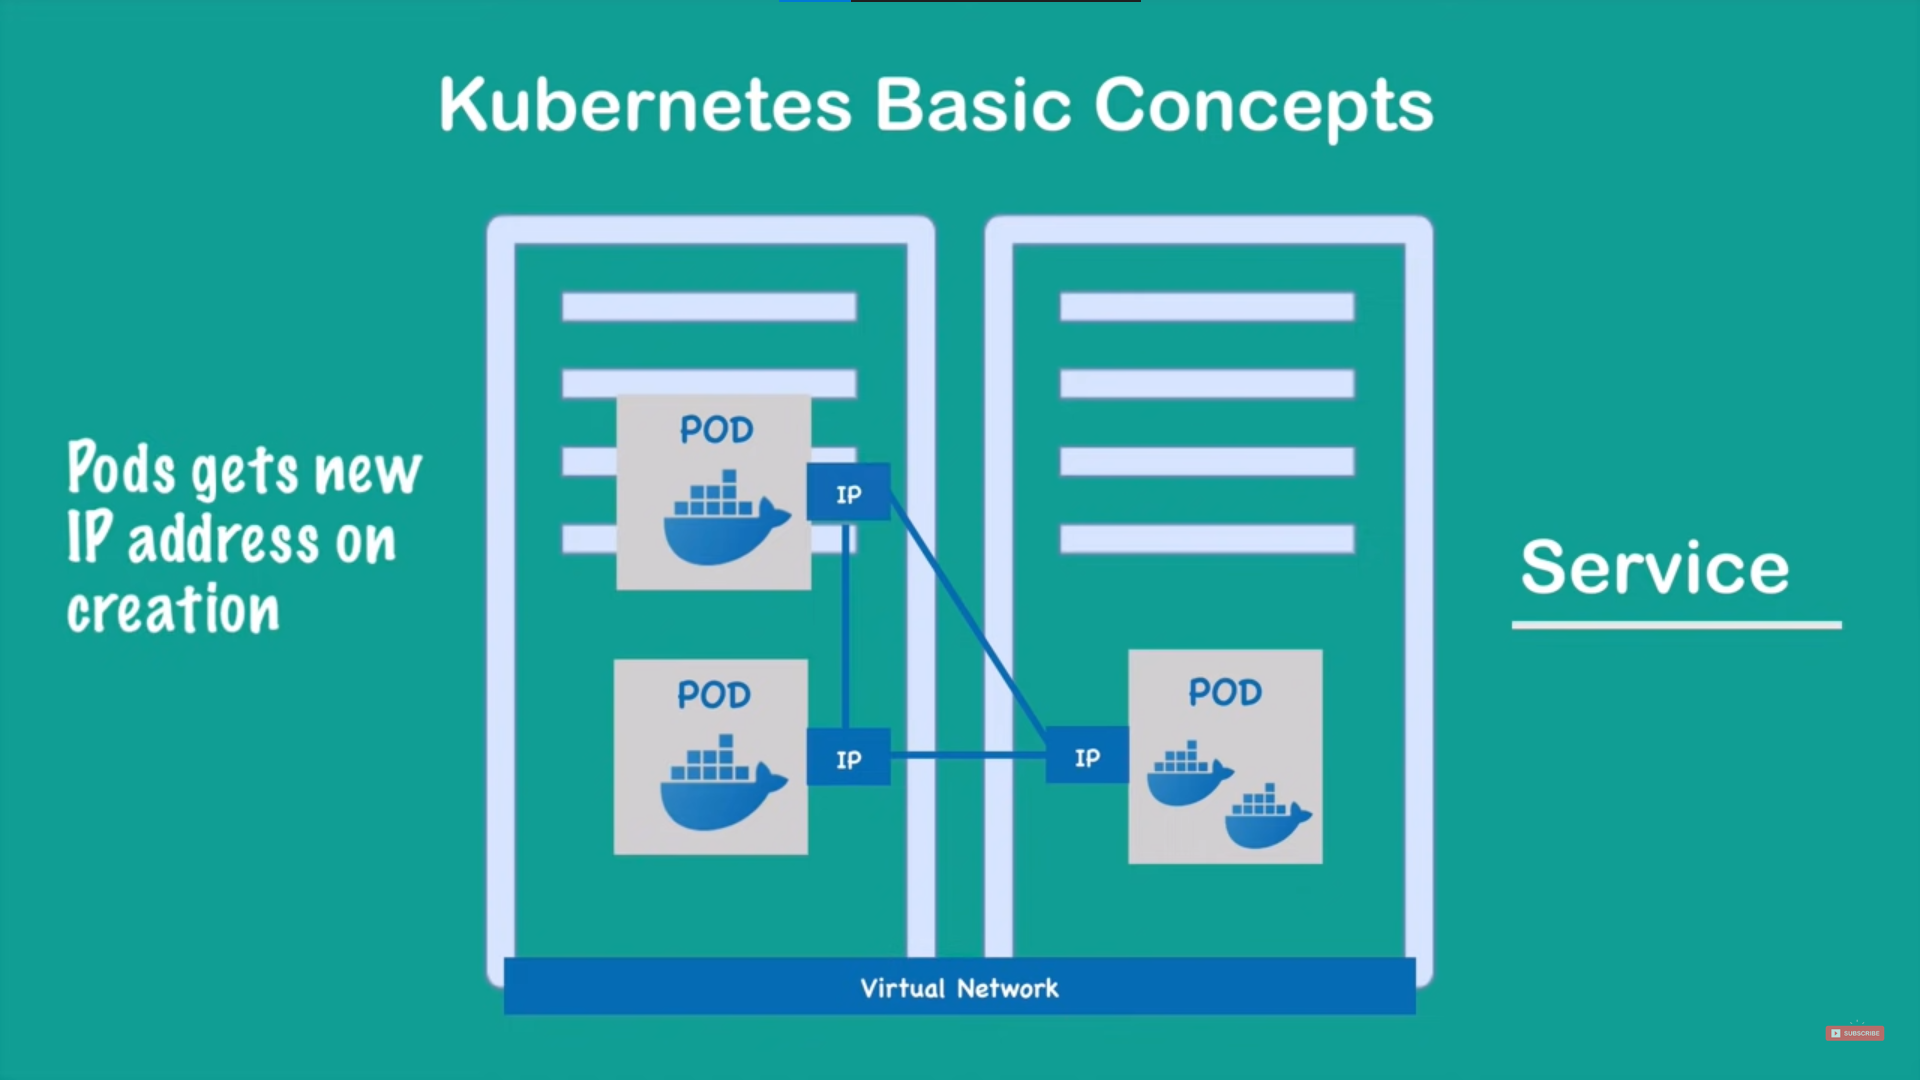 Kubernetes Basic Concepts
Pods gets new
IP address on
creation
POD
IP
POD
IP
IP
POD
Service
Virtual Network
SUBSCRIBE